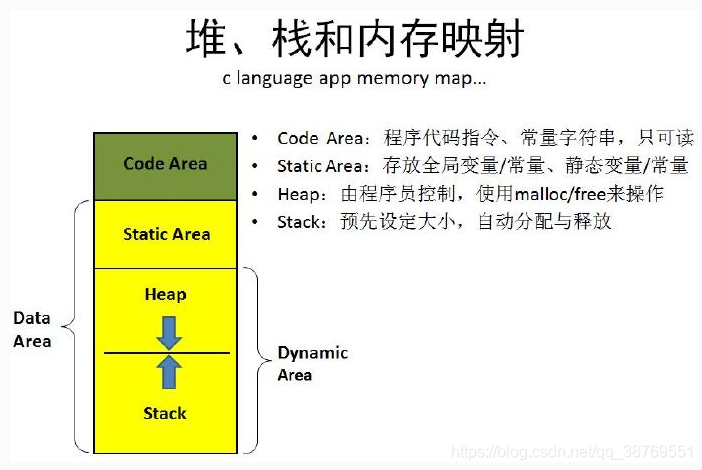 堆、栈和内存映射
c language app memory map...
• Code Area：程序代码指令、常量字符串，只可读
• Static Area：存放全局变量/常量、静态变量/常量
• Heap：由程序员控制，使用malloc/free来操作
• Stack：预先设定大小，自动分配与释放
Code Area
Static Area
Heap
Stack
Data
Area
Dynamic
Area
https://blog.csdn.net/qq_38769551